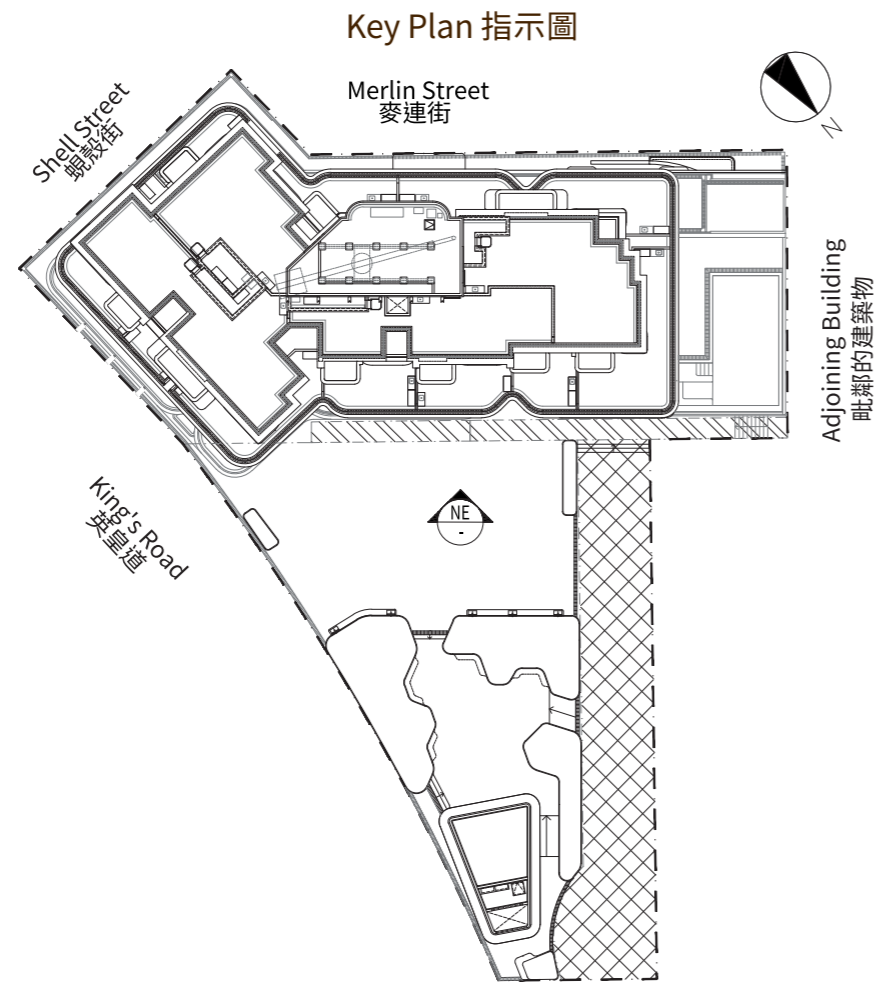 Key Plan 指示圖
Merlin Street
麥連街
Shell Street
蜆殼街
N
Adjoining Building
毗鄰的建築物
King's Road
英皇道
NE
-